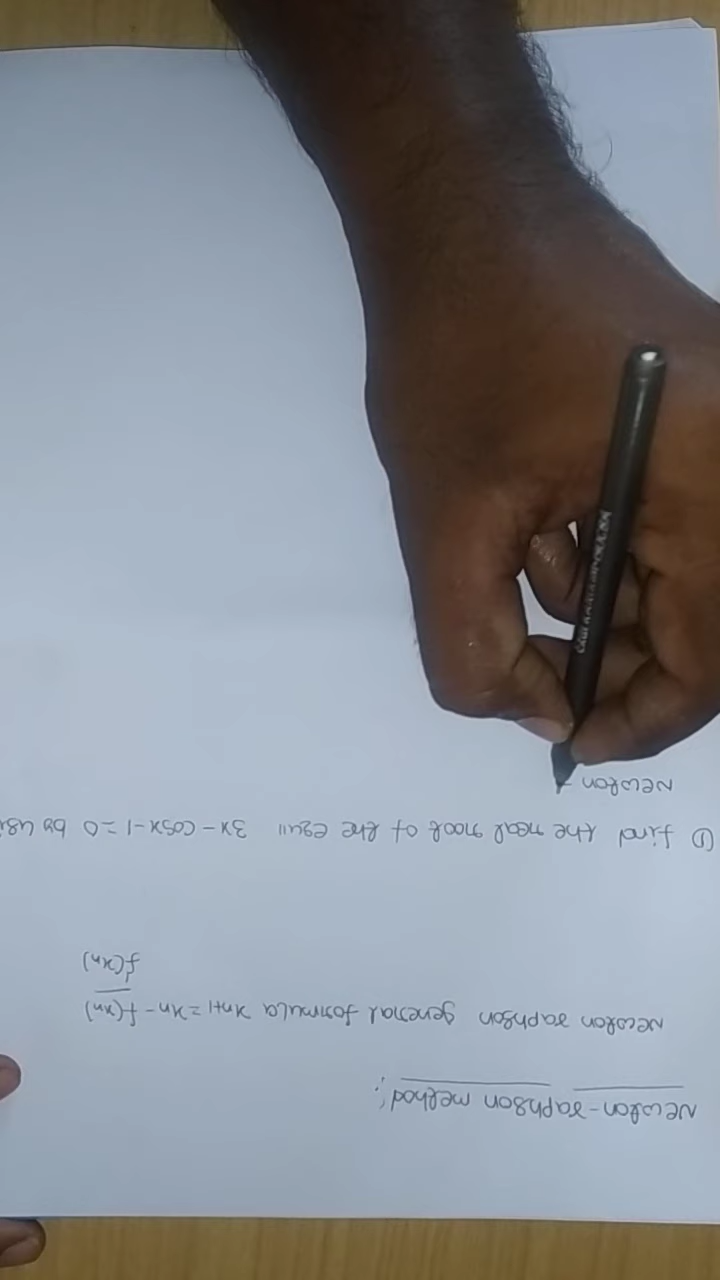 Newton-raphson method;
Newton raphson general formula xn+1 = xn - f(xn)
f'(xn)
① find the real root of the equ 3x - cosx - 1 = 0 by usi
Newton -